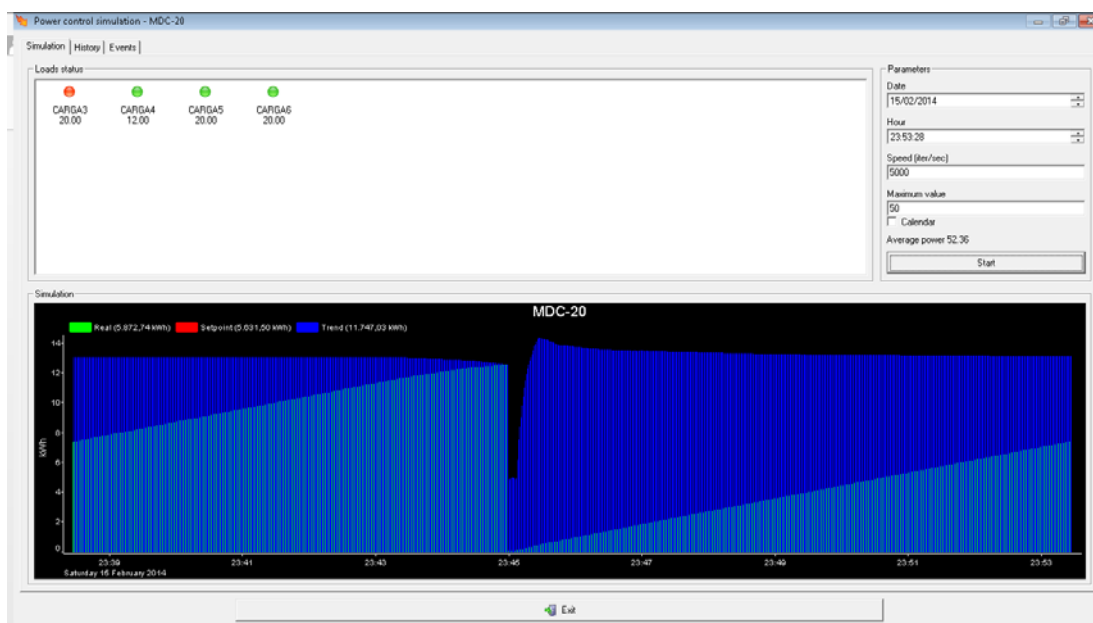 Power control simulation - MDC-20
Simulation History Events
Loads status
CARGA3 CARGA4 CARGA5 CARGA6
20.00 12.00 20.00 20.00
Parameters
Date
15/02/2014
Hour
23:53:28
Speed (iter/sec)
5000
Maximum value
50
Calendar
Average power 52.36
Start
Simulation
MDC-20
Real (5.872,74 kWh) Setpoint (5.631,50 kWh) Trend (11.747,03 kWh)
14
12
10
8
6
4
2
0
kWh
23:39 23:41 23:43 23:45 23:47 23:49 23:51 23:53
Saturday 15 February 2014
Exit